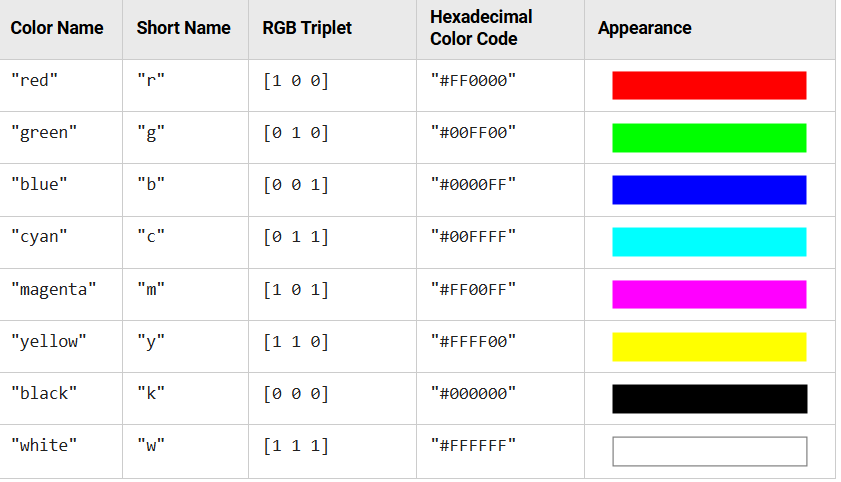 Color Name Short Name RGB Triplet Hexadecimal Color Code Appearance
"red" "r" [1 0 0] "#FF0000"
"green" "g" [0 1 0] "#00FF00"
"blue" "b" [0 0 1] "#0000FF"
"cyan" "c" [0 1 1] "#00FFFF"
"magenta" "m" [1 0 1] "#FF00FF"
"yellow" "y" [1 1 0] "#FFFF00"
"black" "k" [0 0 0] "#000000"
"white" "w" [1 1 1] "#FFFFFF"